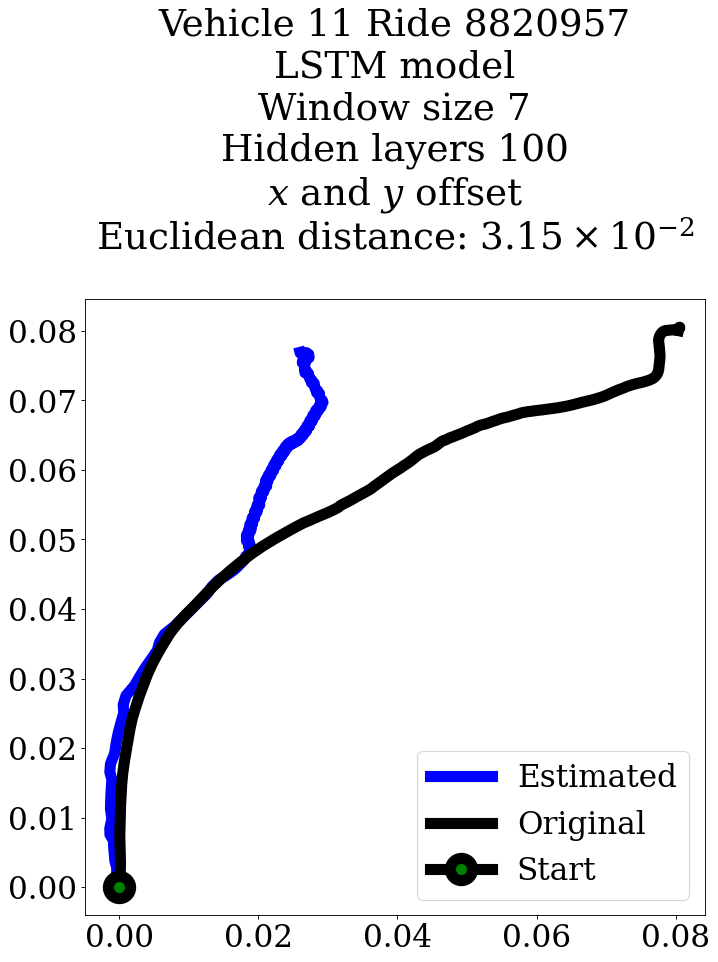 Vehicle 11 Ride 8820957
LSTM model
Window size 7
Hidden layers 100
x and y offset
Euclidean distance: 3.15 × 10⁻²
0.08
0.07
0.06
0.05
0.04
0.03
0.02
0.01
0.00
Estimated
Original
Start
0.00 0.02 0.04 0.06 0.08